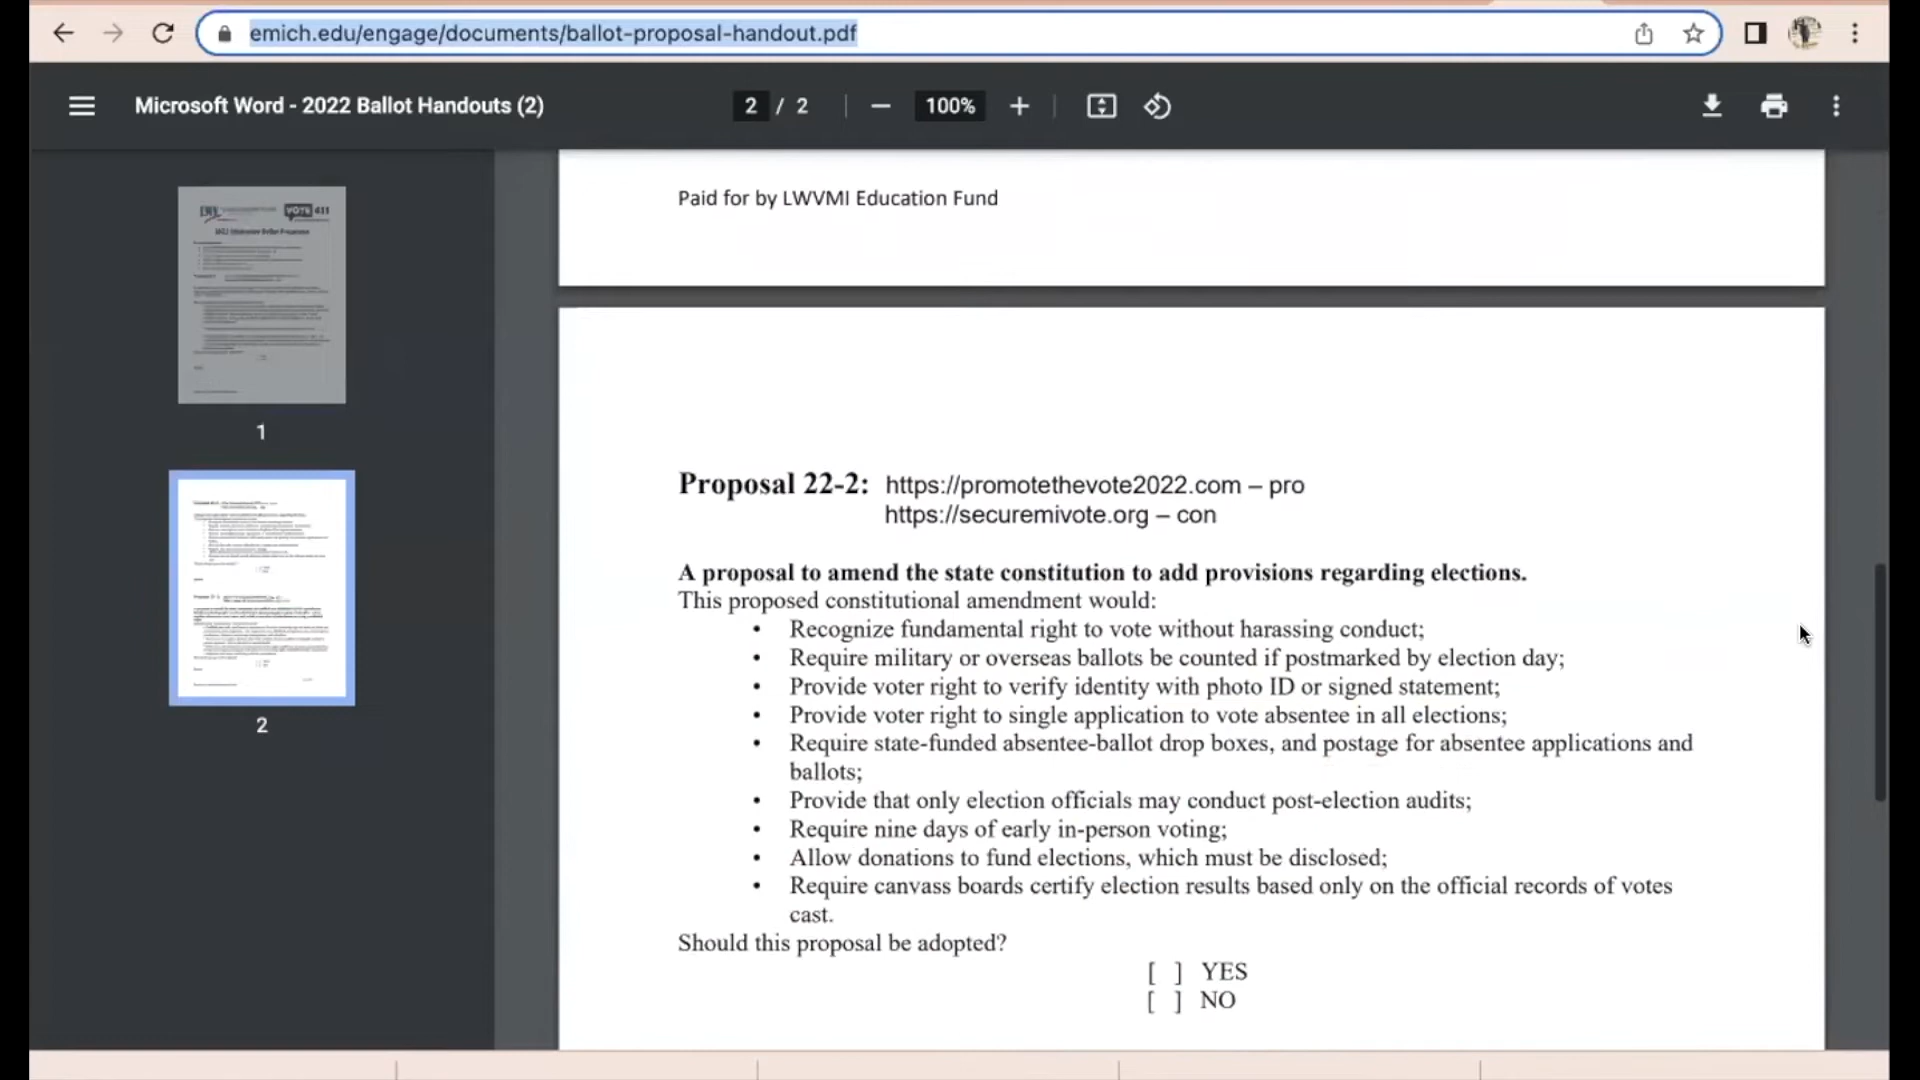 emich.edu/engage/documents/ballot-proposal-handout.pdf
Microsoft Word - 2022 Ballot Handouts (2)
2 / 2
100%
VOTE 411
1
2
Paid for by LWVMI Education Fund
Proposal 22-2: https://promotethevote2022.com – pro
https://securemivote.org – con
A proposal to amend the state constitution to add provisions regarding elections.
This proposed constitutional amendment would:
• Recognize fundamental right to vote without harassing conduct;
• Require military or overseas ballots be counted if postmarked by election day;
• Provide voter right to verify identity with photo ID or signed statement;
• Provide voter right to single application to vote absentee in all elections;
• Require state-funded absentee-ballot drop boxes, and postage for absentee applications and
ballots;
• Provide that only election officials may conduct post-election audits;
• Require nine days of early in-person voting;
• Allow donations to fund elections, which must be disclosed;
• Require canvass boards certify election results based only on the official records of votes
cast.
Should this proposal be adopted?
[ ] YES
[ ] NO